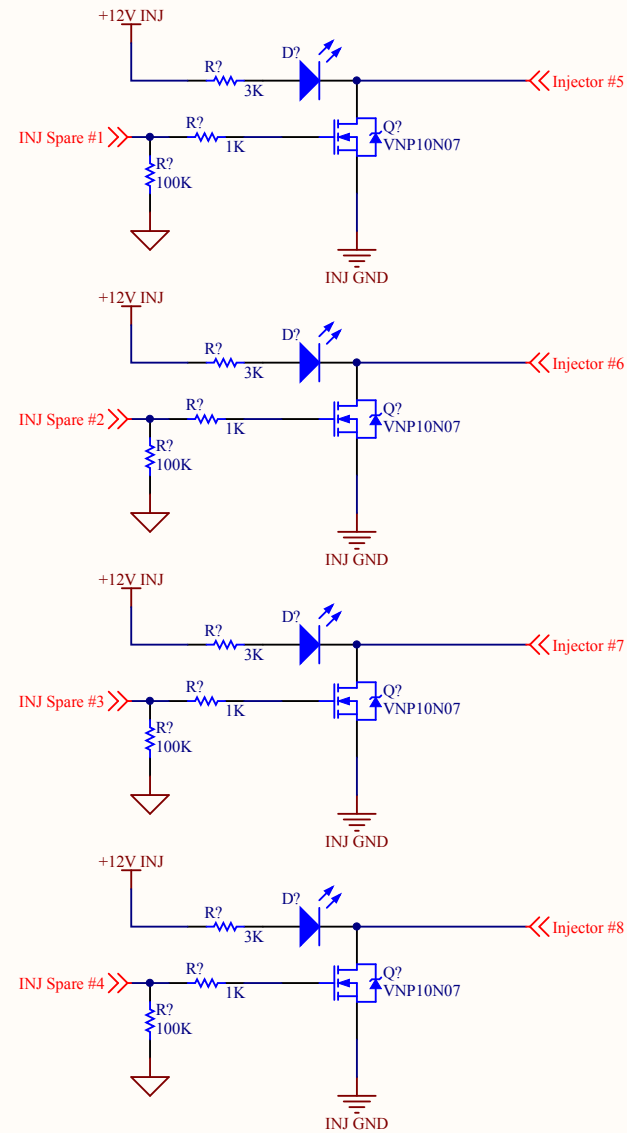 +12V INJ
R?
3K
D?
Injector #5
INJ Spare #1
R?
1K
Q?
VNP10N07
R?
100K
INJ GND
+12V INJ
R?
3K
D?
Injector #6
INJ Spare #2
R?
1K
Q?
VNP10N07
R?
100K
INJ GND
+12V INJ
R?
3K
D?
Injector #7
INJ Spare #3
R?
1K
Q?
VNP10N07
R?
100K
INJ GND
+12V INJ
R?
3K
D?
Injector #8
INJ Spare #4
R?
1K
Q?
VNP10N07
R?
100K
INJ GND